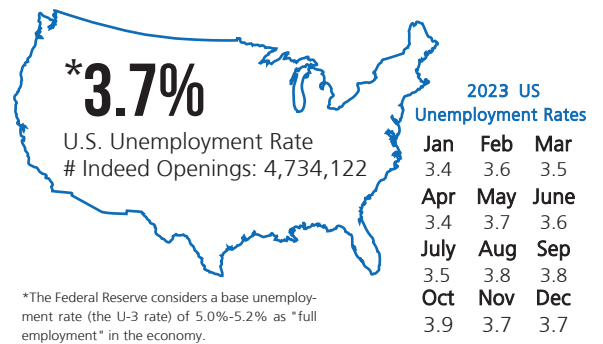 *3.7%
U.S. Unemployment Rate
# Indeed Openings: 4,734,122
*The Federal Reserve considers a base unemploy-
ment rate (the U-3 rate) of 5.0%-5.2% as "full
employment" in the economy.
2023 US
Unemployment Rates
Jan Feb Mar
3.4 3.6 3.5
Apr May June
3.4 3.7 3.6
July Aug Sep
3.5 3.8 3.8
Oct Nov Dec
3.9 3.7 3.7